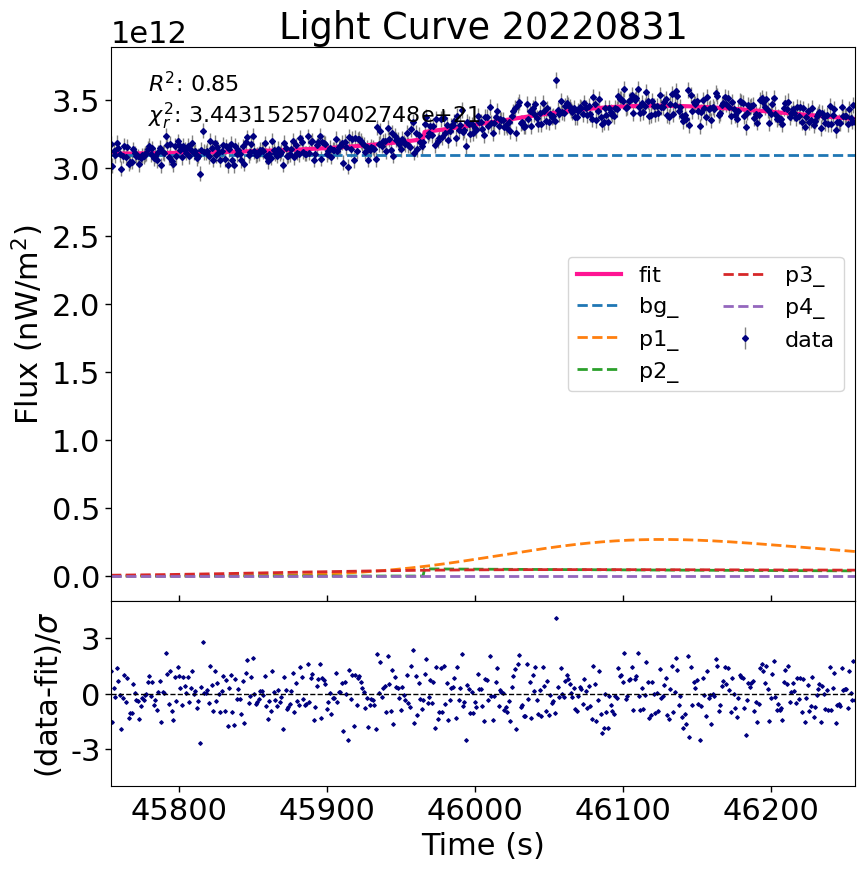 Light Curve 20220831
1e12
R²: 0.85
χᵣ²: 3.443152570402748e+21
Flux (nW/m²)
3.5
3.0
2.5
2.0
1.5
1.0
0.5
0.0
fit
bg_
p1_
p2_
p3_
p4_
data
(data-fit)/σ
3
0
-3
45800 45900 46000 46100 46200
Time (s)